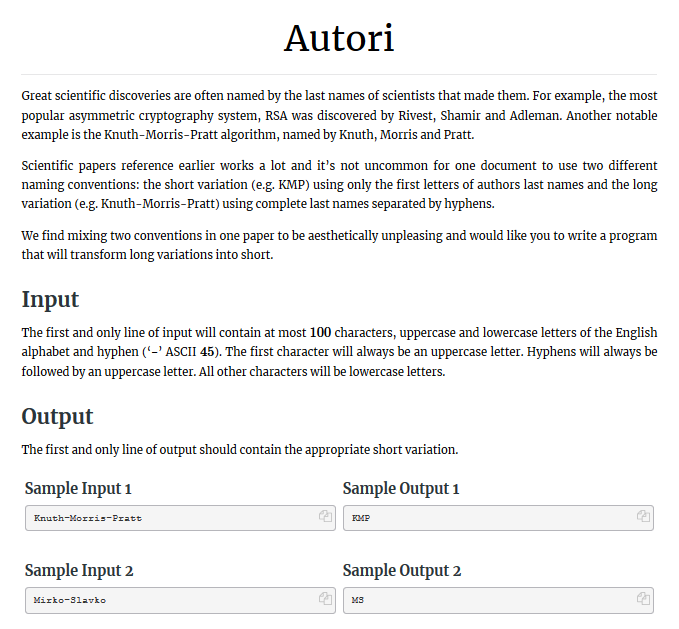 Autori
Great scientific discoveries are often named by the last names of scientists that made them. For example, the most
popular asymmetric cryptography system, RSA was discovered by Rivest, Shamir and Adleman. Another notable
example is the Knuth-Morris-Pratt algorithm, named by Knuth, Morris and Pratt.
Scientific papers reference earlier works a lot and it’s not uncommon for one document to use two different
naming conventions: the short variation (e.g. KMP) using only the first letters of authors last names and the long
variation (e.g. Knuth-Morris-Pratt) using complete last names separated by hyphens.
We find mixing two conventions in one paper to be aesthetically unpleasing and would like you to write a program
that will transform long variations into short.
Input
The first and only line of input will contain at most 100 characters, uppercase and lowercase letters of the English
alphabet and hyphen (‘-’ ASCII 45). The first character will always be an uppercase letter. Hyphens will always be
followed by an uppercase letter. All other characters will be lowercase letters.
Output
The first and only line of output should contain the appropriate short variation.
Sample Input 1 Sample Output 1
Knuth-Morris-Pratt KMP
Sample Input 2 Sample Output 2
Mirko-Slavko MS